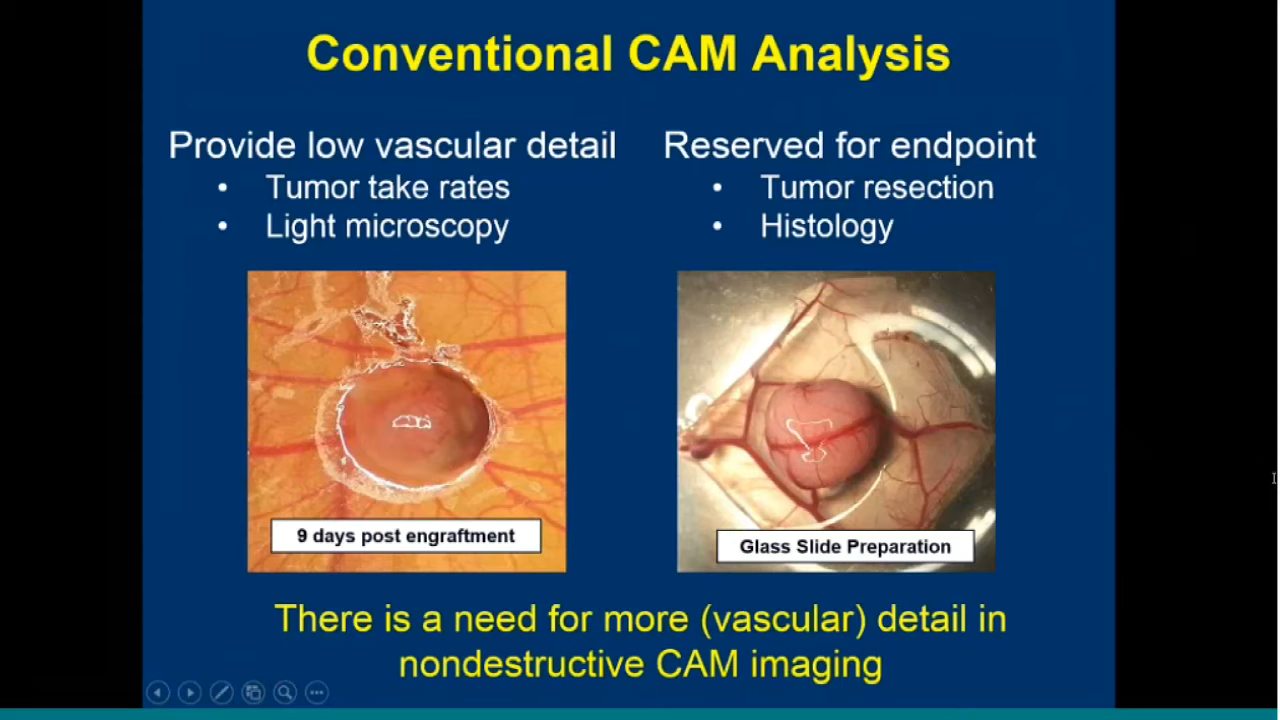 Conventional CAM Analysis
Provide low vascular detail
• Tumor take rates
• Light microscopy
Reserved for endpoint
• Tumor resection
• Histology
9 days post engraftment
Glass Slide Preparation
There is a need for more (vascular) detail in
nondestructive CAM imaging